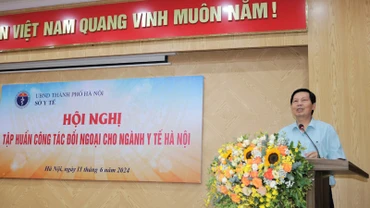 VIỆT NAM QUANG VINH MUÔN NĂM!
UBND THÀNH PHỐ HÀ NỘI
SỞ Y TẾ
HỘI NGHỊ
TẬP HUẤN CÔNG TÁC ĐỐI NGOẠI CHO NGÀNH Y TẾ HÀ NỘI
Hà Nội, ngày 11 tháng 6 năm 2024